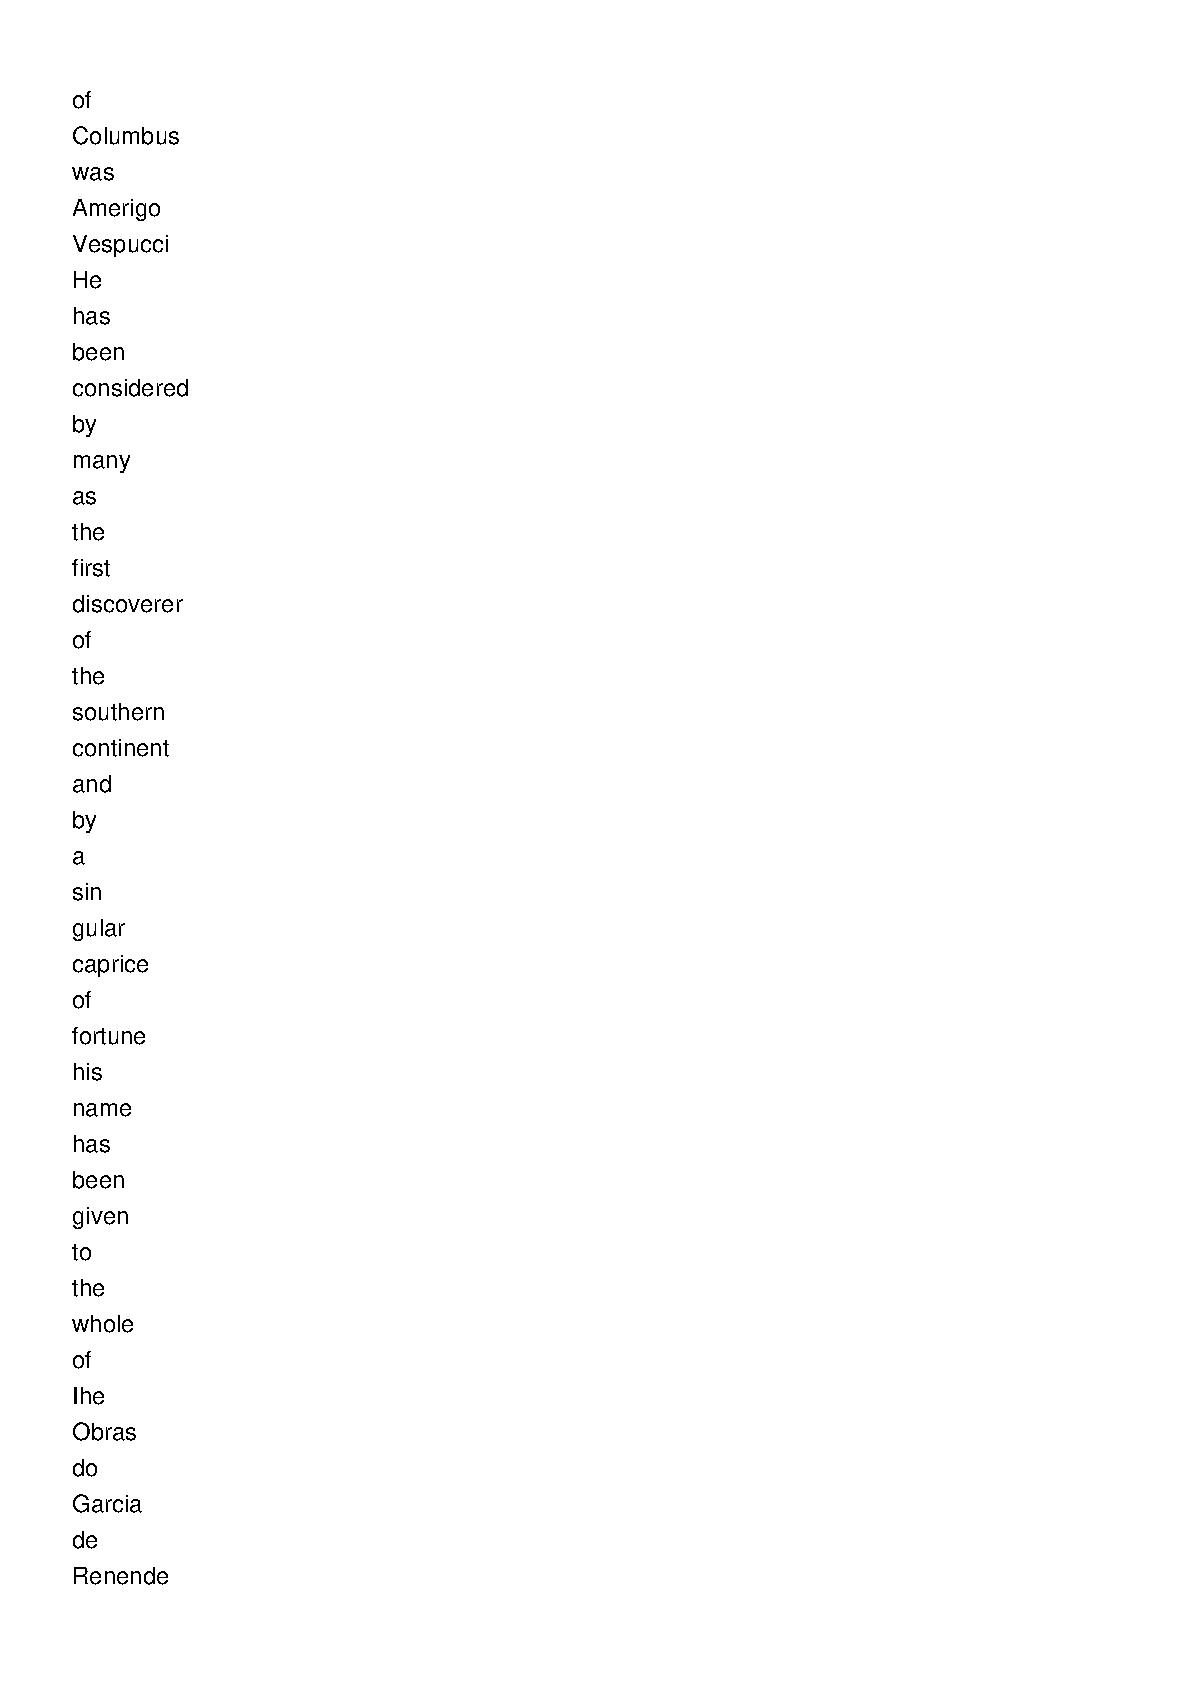 of
Columbus
was
Amerigo
Vespucci
He
has
been
considered
by
many
as
the
first
discoverer
of
the
southern
continent
and
by
a
sin
gular
caprice
of
fortune
his
name
has
been
given
to
the
whole
of
Ihe
Obras
do
Garcia
de
Renende